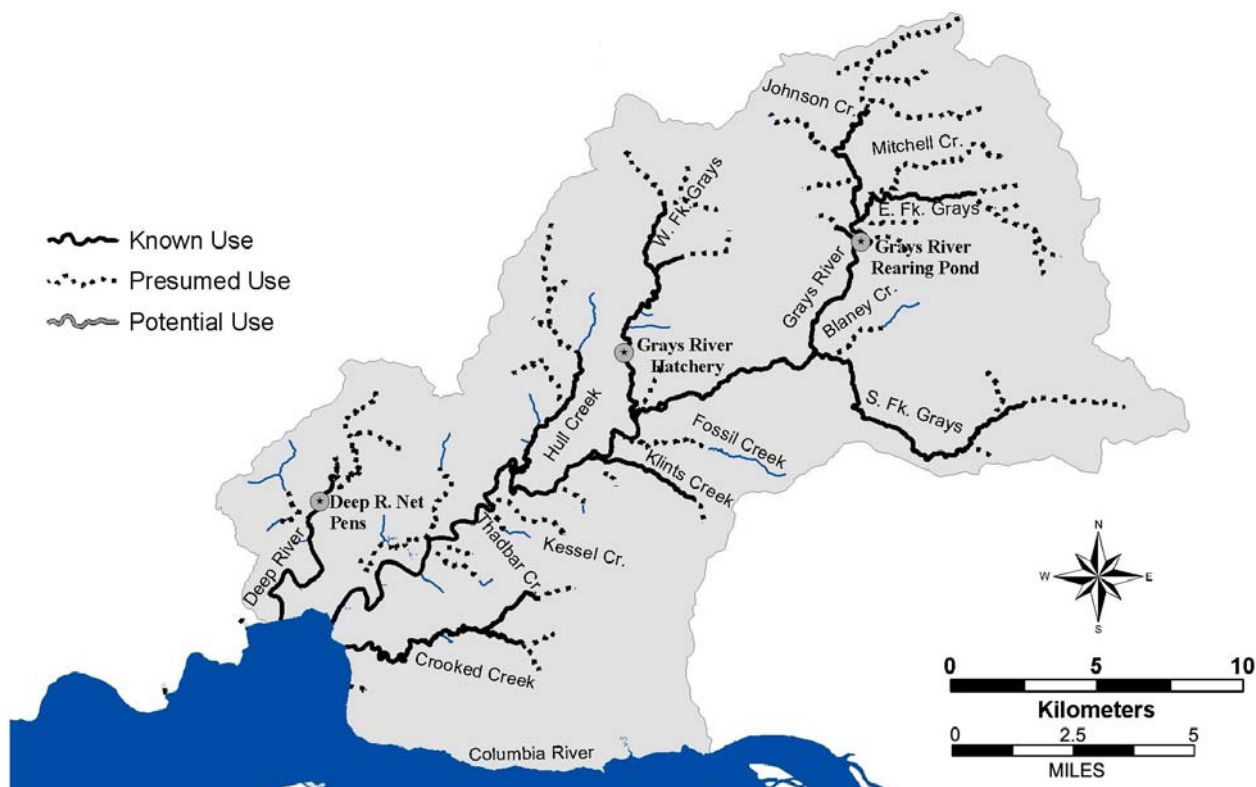 Johnson Cr.
Mitchell Cr.
W. Fk. Grays
E. Fk. Grays
Known Use
Presumed Use
Potential Use
Grays River
Rearing Pond
Grays River
Blaney Cr.
Grays River
Hatchery
S. Fk. Grays
Hull Creek
Fossil Creek
Klints Creek
Deep R. Net
Pens
Deep River
Thadbar Cr.
Kessel Cr.
Crooked Creek
Columbia River
N
W
E
S
0 5 10
Kilometers
0 2.5 5
MILES